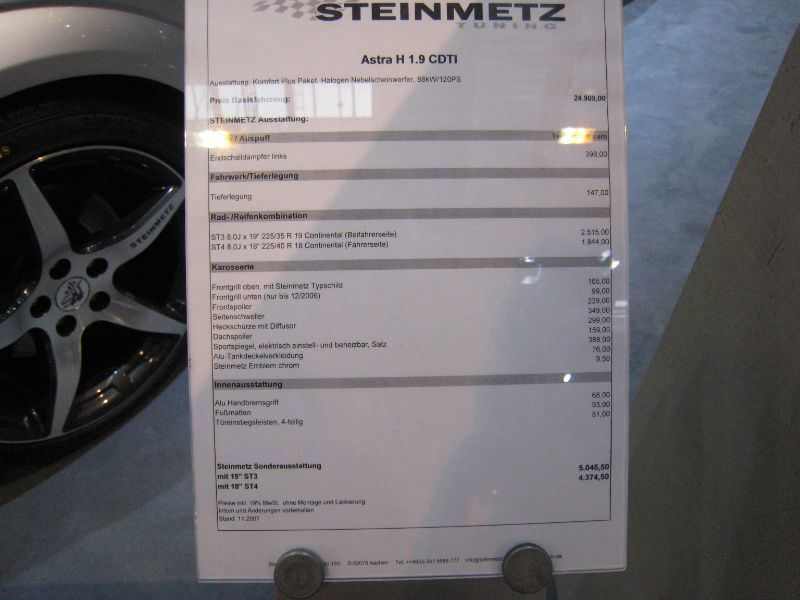 STEINMETZ
TUNING
Astra H 1.9 CDTI
Ausstattung: Komfort Plus Paket, Halogen Nebelscheinwerfer, 88kW/120PS
Preis Basisfahrzeug: 24.909,00
STEINMETZ Ausstattung:
/ Auspuff euro
Endschalldämpfer links 398,00
Fahrwerk/Tieferlegung
Tieferlegung 147,00
Rad- /Reifenkombination
ST3 8.0J x 19" 225/35 R 19 Continental (Beifahrerseite) 2.515,00
ST4 8.0J x 18" 225/40 R 18 Continental (Fahrerseite) 1.844,00
Karosserie
Frontgrill oben, mit Steinmetz Typschild 165,00
Frontgrill unten (nur bis 12/2006) 99,00
Frontspoiler 229,00
Seitenschweller 349,00
Heckschürze mit Diffusor 299,00
Dachspoiler 159,00
Sportspiegel, elektrisch einstell- und beheizbar, Satz 388,00
Alu-Tankdeckelverkleidung 76,00
Steinmetz Emblem chrom 9,50
Innenausstattung
Alu Handbremsgriff 68,00
Fußmatten 93,00
Türeinstiegsleisten, 4-teilig 51,00
Steinmetz Sonderausstattung
mit 19" ST3 5.045,50
mit 18" ST4 4.374,50
Preise inkl. 19% MwSt. ohne Montage und Lackierung
Irrtum und Änderungen vorbehalten
Stand: 11.2007
D-52078 Aachen
STEINMETZ